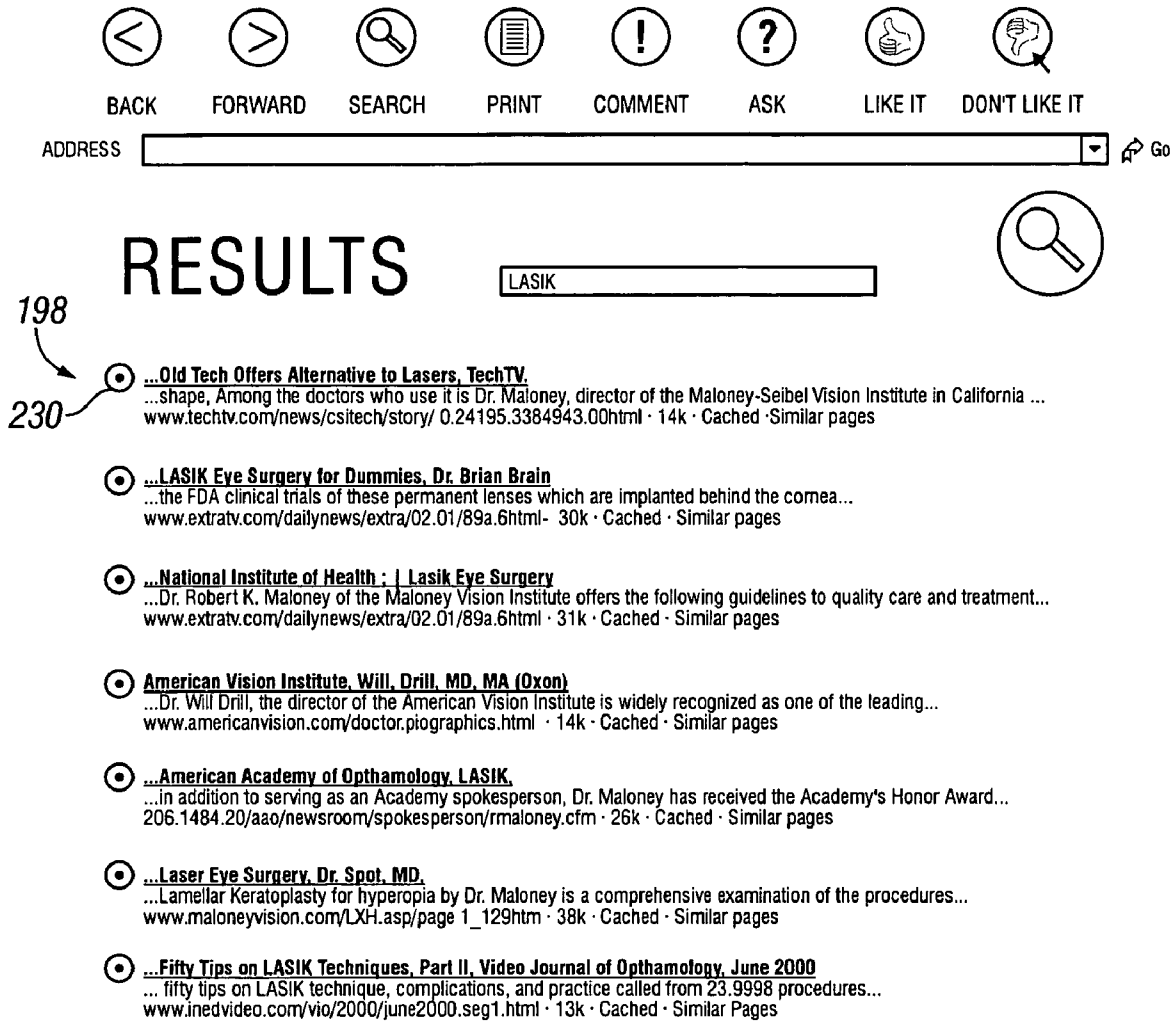 BACK FORWARD SEARCH PRINT COMMENT ASK LIKE IT DON'T LIKE IT
ADDRESS Go
RESULTS LASIK
198
230
...Old Tech Offers Alternative to Lasers, TechTV.
...shape, Among the doctors who use it is Dr. Maloney, director of the Maloney-Seibel Vision Institute in California ...
www.techtv.com/news/csitech/story/ 0.24195.3384943.00html · 14k · Cached ·Similar pages
...LASIK Eye Surgery for Dummies, Dr. Brian Brain
...the FDA clinical trials of these permanent lenses which are implanted behind the cornea...
www.extratv.com/dailynews/extra/02.01/89a.6html- 30k · Cached · Similar pages
...National Institute of Health : | Lasik Eye Surgery
...Dr. Robert K. Maloney of the Maloney Vision Institute offers the following guidelines to quality care and treatment...
www.extratv.com/dailynews/extra/02.01/89a.6html · 31k · Cached · Similar pages
American Vision Institute, Will, Drill, MD, MA (Oxon)
...Dr. Will Drill, the director of the American Vision Institute is widely recognized as one of the leading...
www.americanvision.com/doctor.piographics.html · 14k · Cached · Similar pages
...American Academy of Opthamology, LASIK,
...in addition to serving as an Academy spokesperson, Dr. Maloney has received the Academy's Honor Award...
206.1484.20/aao/newsroom/spokesperson/rmaloney.cfm · 26k · Cached · Similar pages
...Laser Eye Surgery, Dr. Spot, MD,
...Lamellar Keratoplasty for hyperopia by Dr. Maloney is a comprehensive examination of the procedures...
www.maloneyvision.com/LXH.asp/page 1_129htm · 38k · Cached · Similar pages
...Fifty Tips on LASIK Techniques, Part II, Video Journal of Opthamology, June 2000
... fifty tips on LASIK technique, complications, and practice called from 23.9998 procedures...
www.inedvideo.com/vio/2000/june2000.seg1.html · 13k · Cached · Similar Pages